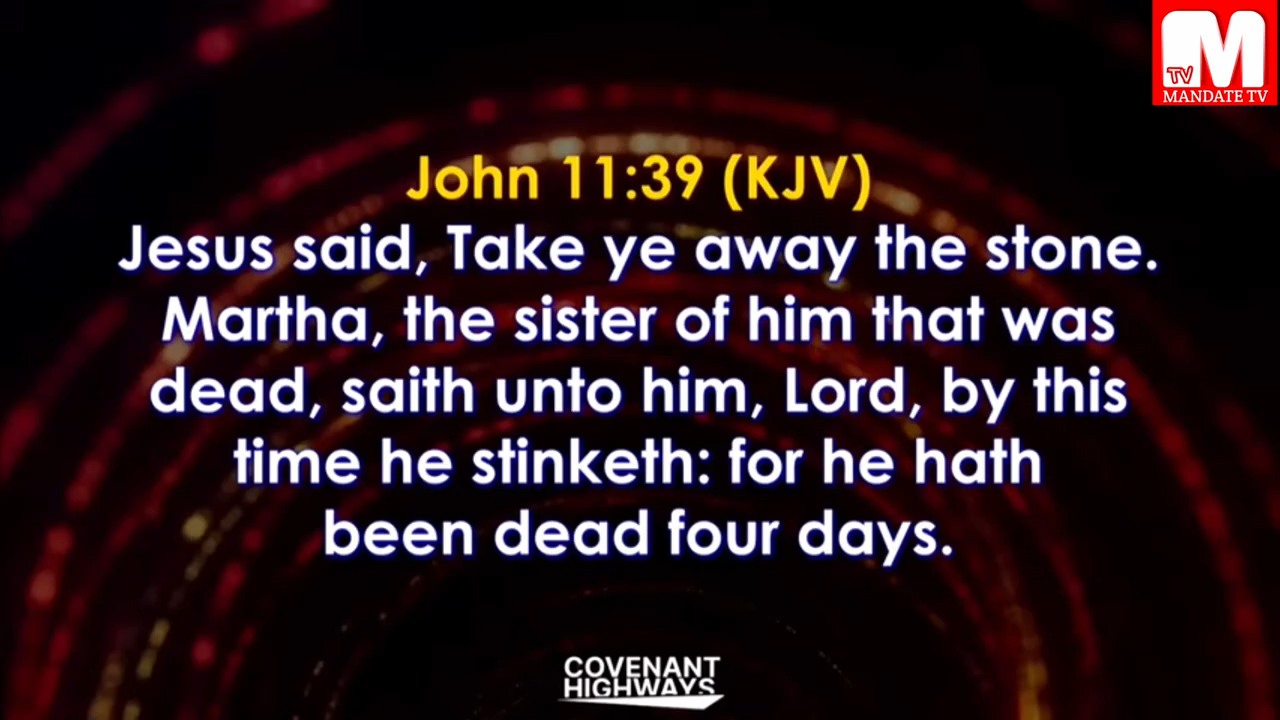 TV
M
MANDATE TV
John 11:39 (KJV)
Jesus said, Take ye away the stone.
Martha, the sister of him that was
dead, saith unto him, Lord, by this
time he stinketh: for he hath
been dead four days.
COVENANT
HIGHWAYS